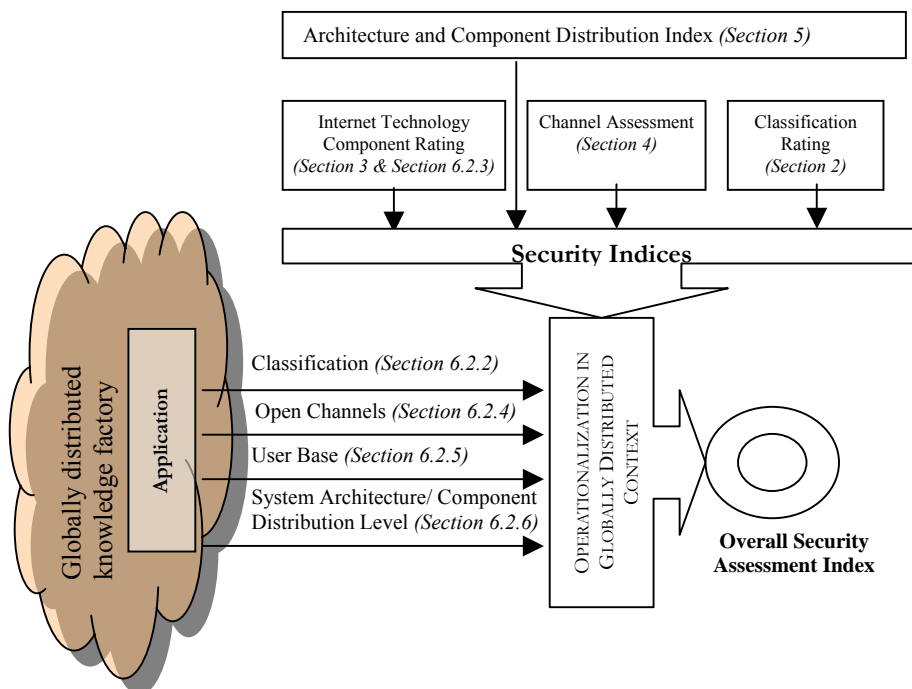 Architecture and Component Distribution Index (Section 5)
Internet Technology
Component Rating
(Section 3 & Section 6.2.3)
Channel Assessment
(Section 4)
Classification
Rating
(Section 2)
Security Indices
Globally distributed
knowledge factory
Application
Classification (Section 6.2.2)
Open Channels (Section 6.2.4)
User Base (Section 6.2.5)
System Architecture/ Component
Distribution Level (Section 6.2.6)
OPERATIONALIZATION IN
GLOBALLY DISTRIBUTED
CONTEXT
Overall Security
Assessment Index